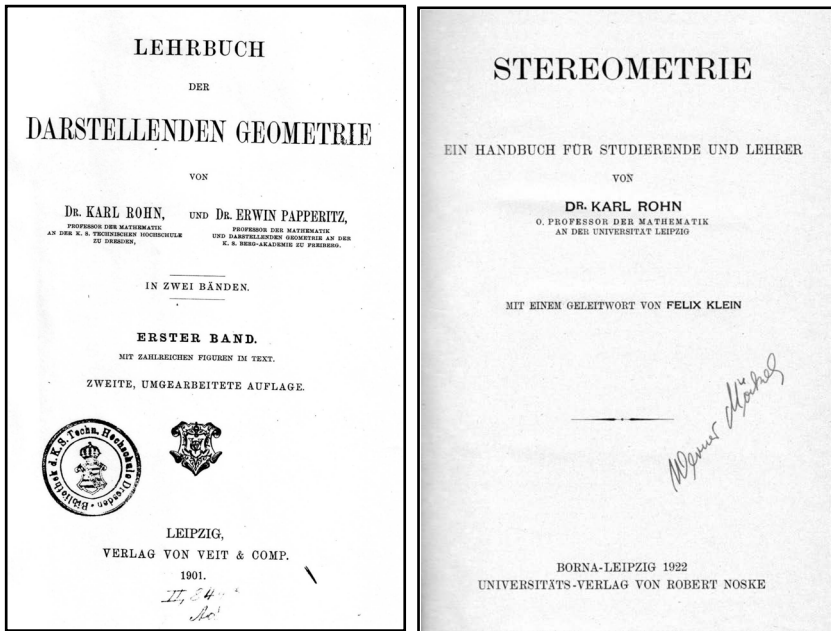 LEHRBUCH
DER
DARSTELLENDEN GEOMETRIE
VON
DR. KARL ROHN, UND DR. ERWIN PAPPERITZ,
PROFESSOR DER MATHEMATIK
AN DER K. S. TECHNISCHEN HOCHSCHULE
ZU DRESDEN,
PROFESSOR DER MATHEMATIK
UND DARSTELLENDEN GEOMETRIE AN DER
K. S. BERG-AKADEMIE ZU FREIBERG.
IN ZWEI BÄNDEN.
ERSTER BAND.
MIT ZAHLREICHEN FIGUREN IM TEXT.
ZWEITE, UMGEARBEITETE AUFLAGE.
Bibliothek d. K. S. Techn. Hochschule Dresden
LEIPZIG,
VERLAG VON VEIT & COMP.
1901.
II,
STEREOMETRIE
EIN HANDBUCH FÜR STUDIERENDE UND LEHRER
VON
DR. KARL ROHN
O. PROFESSOR DER MATHEMATIK
AN DER UNIVERSITÄT LEIPZIG
MIT EINEM GELEITWORT VON FELIX KLEIN
Werner
BORNA-LEIPZIG 1922
UNIVERSITÄTS-VERLAG VON ROBERT NOSKE